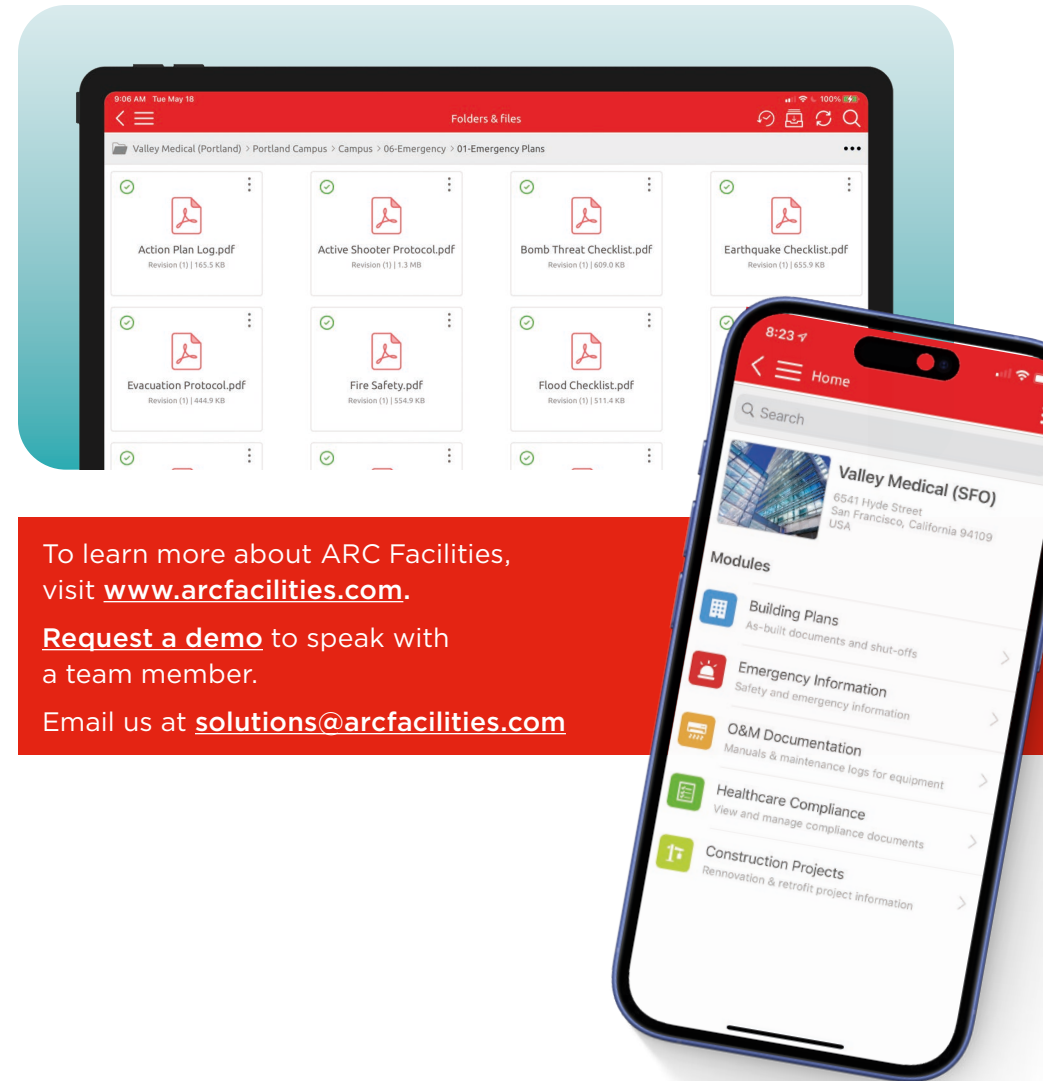 9:06 AM Tue May 18
100%
Folders & files
Valley Medical (Portland) > Portland Campus > Campus > 06-Emergency > 01-Emergency Plans
Action Plan Log.pdf
Revision (1) | 165.5 KB
Active Shooter Protocol.pdf
Revision (1) | 1.3 MB
Bomb Threat Checklist.pdf
Revision (1) | 609.0 KB
Earthquake Checklist.pdf
Revision (1) | 655.9 KB
Evacuation Protocol.pdf
Revision (1) | 444.9 KB
Fire Safety.pdf
Revision (1) | 554.9 KB
Flood Checklist.pdf
Revision (1) | 511.4 KB
To learn more about ARC Facilities,
visit www.arcfacilities.com.
Request a demo to speak with
a team member.
Email us at solutions@arcfacilities.com
8:23
Home
Search
Valley Medical (SFO)
6541 Hyde Street
San Francisco, California 94109
USA
Modules
Building Plans
As-built documents and shut-offs
Emergency Information
Safety and emergency information
O&M Documentation
Manuals & maintenance logs for equipment
Healthcare Compliance
View and manage compliance documents
Construction Projects
Rennovation & retrofit project information